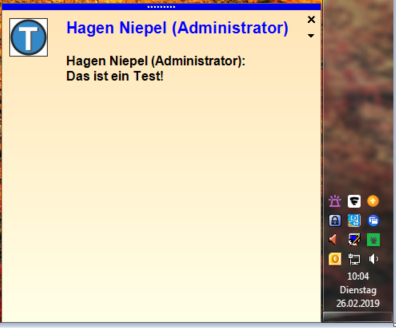 T
Hagen Niepel (Administrator)
Hagen Niepel (Administrator):
Das ist ein Test!
10:04
Dienstag
26.02.2019